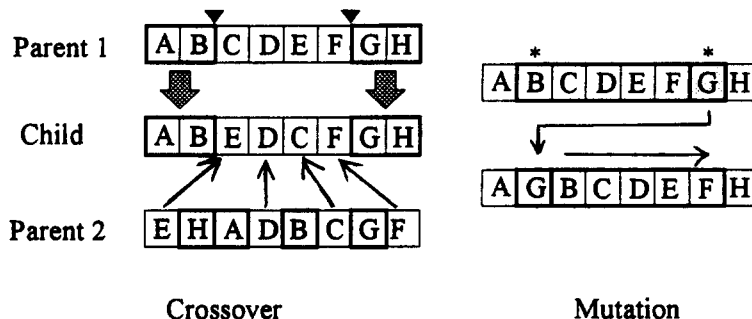 Parent 1 A B C D E F G H
Child A B E D C F G H
Parent 2 E H A D B C G F
Crossover
* *
A B C D E F G H
A G B C D E F H
Mutation